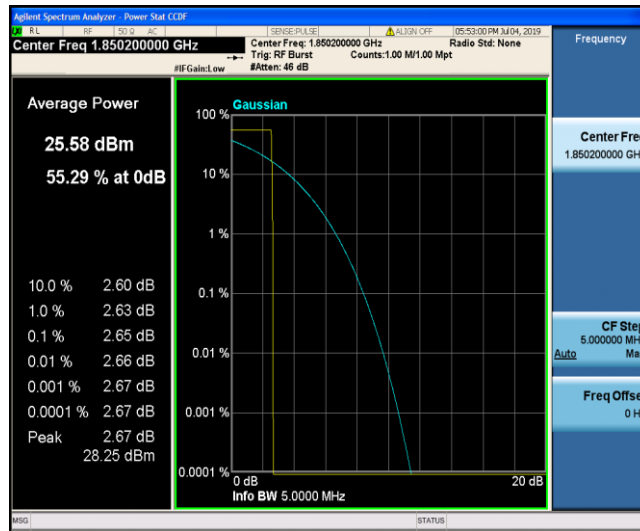 Agilent Spectrum Analyzer - Power Stat CCDF
RL RF 50 Ω AC SENSE:PULSE ALIGN OFF 05:53:00 PM Jul 04, 2019
Center Freq 1.850200000 GHz
Center Freq: 1.850200000 GHz Radio Std: None
Trig: RF Burst Counts:1.00 M/1.00 Mpt
#IFGain:Low #Atten: 46 dB
Frequency
Average Power
25.58 dBm
55.29 % at 0dB
10.0 % 2.60 dB
1.0 % 2.63 dB
0.1 % 2.65 dB
0.01 % 2.66 dB
0.001 % 2.67 dB
0.0001 % 2.67 dB
Peak 2.67 dB
28.25 dBm
Gaussian
100 %
10 %
1 %
0.1 %
0.01 %
0.001 %
0.0001 %
0 dB 20 dB
Info BW 5.0000 MHz
Center Fre
1.850200000 GH
CF Step
5.000000 MH
Auto Ma
Freq Offse
0 H
MSG STATUS